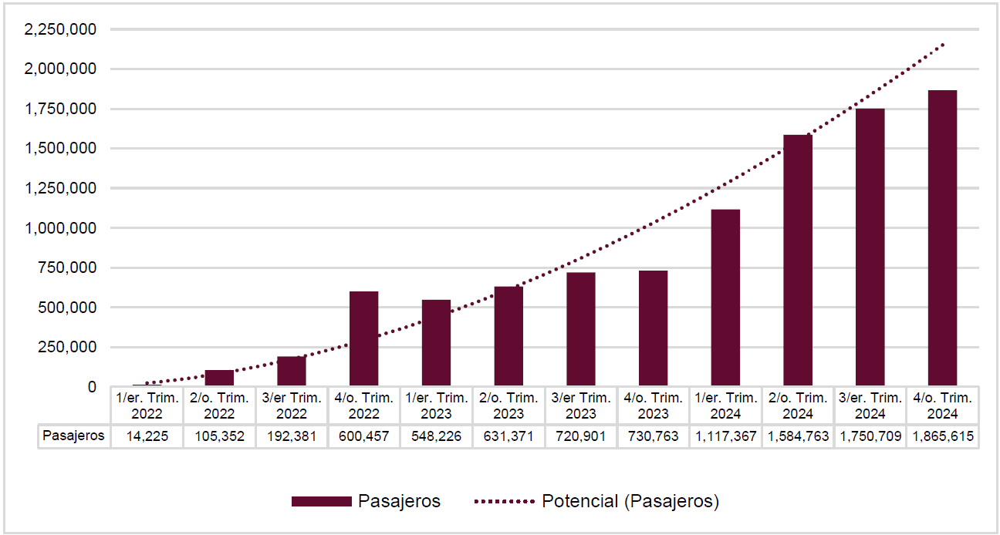 2,250,000
2,000,000
1,750,000
1,500,000
1,250,000
1,000,000
750,000
500,000
250,000
0
1/er. Trim. 2/o. Trim. 3/er Trim. 4/o. Trim. 1/er Trim. 2/o. Trim. 3/er Trim. 4/o. Trim. 1/er. Trim. 2/o. Trim. 3/er. Trim. 4/o. Trim.
2022 2022 2022 2022 2023 2023 2023 2023 2024 2024 2024 2024
Pasajeros 14,225 105,352 192,381 600,457 548,226 631,371 720,901 730,763 1,117,367 1,584,763 1,750,709 1,865,615
Pasajeros Potencial (Pasajeros)